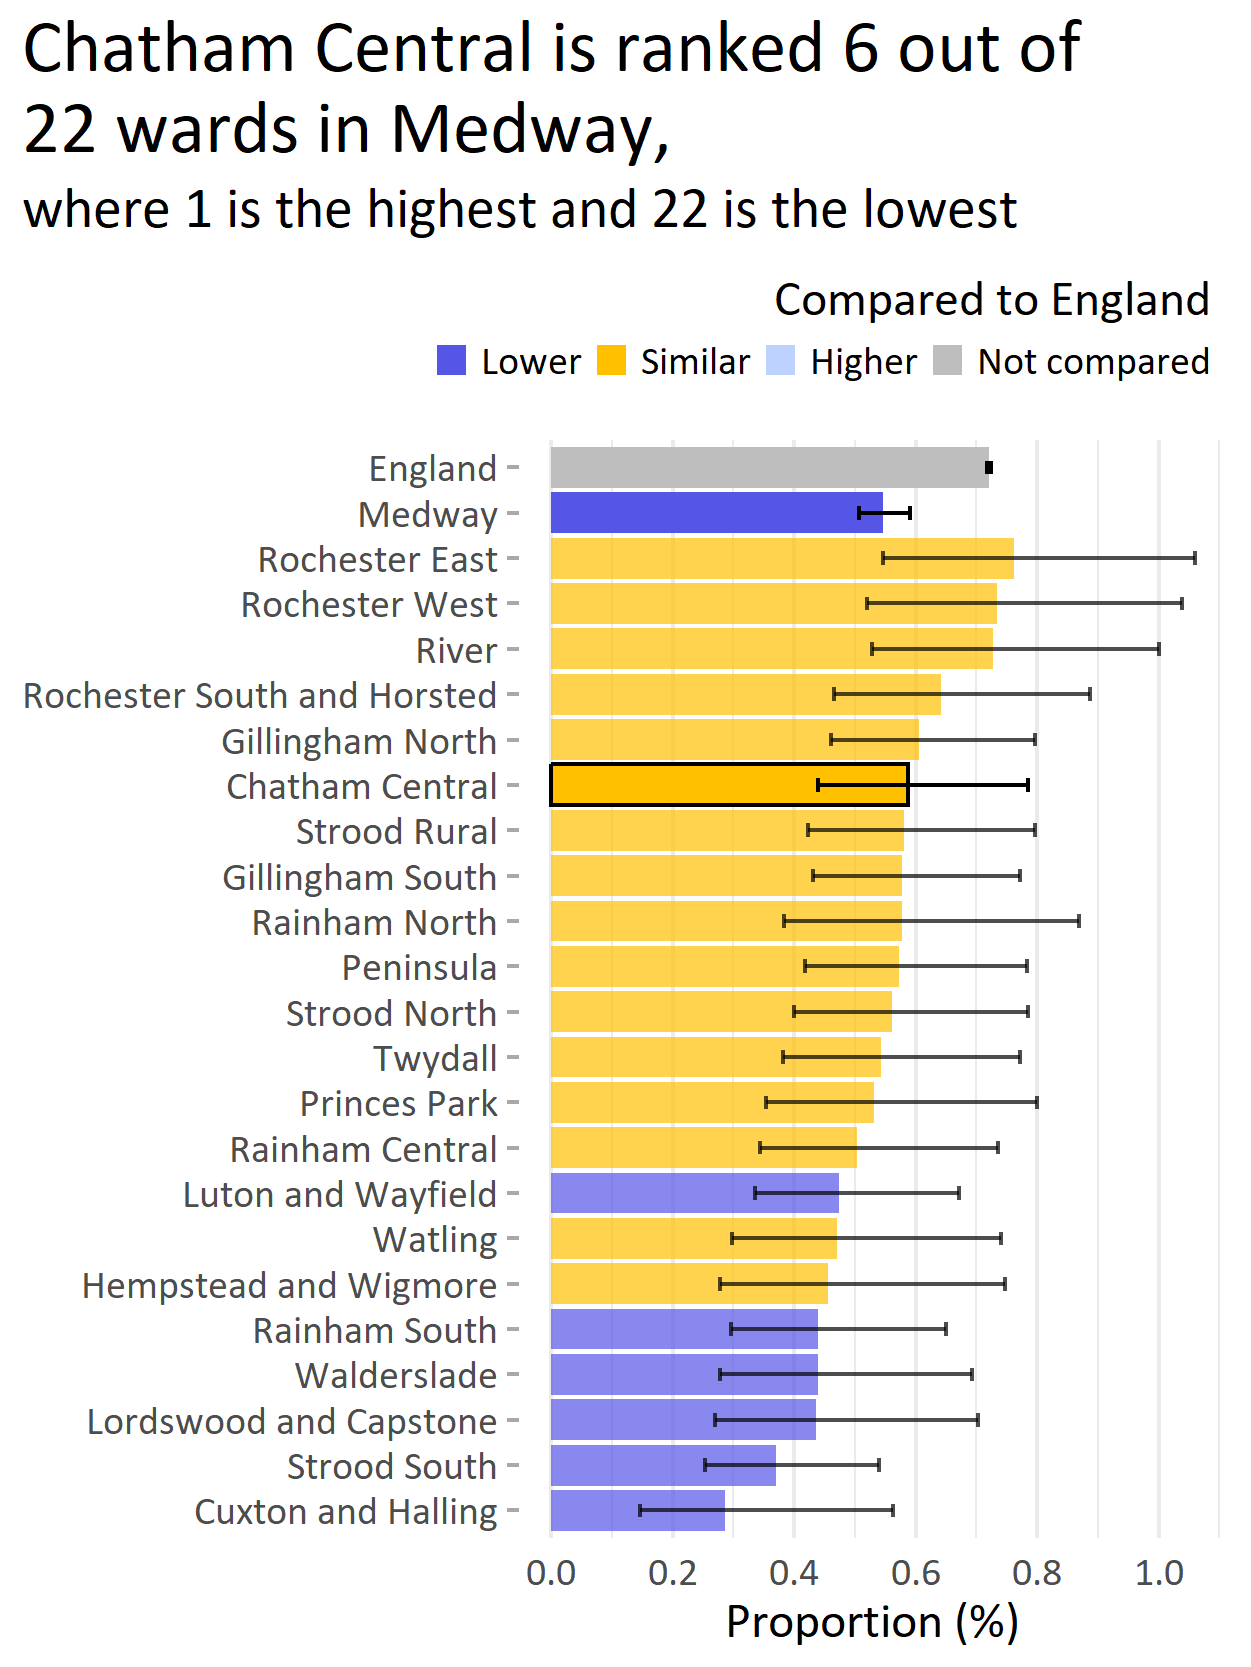 Chatham Central is ranked 6 out of
22 wards in Medway,
where 1 is the highest and 22 is the lowest
Compared to England
Lower Similar Higher Not compared
England
Medway
Rochester East
Rochester West
River
Rochester South and Horsted
Gillingham North
Chatham Central
Strood Rural
Gillingham South
Rainham North
Peninsula
Strood North
Twydall
Princes Park
Rainham Central
Luton and Wayfield
Watling
Hempstead and Wigmore
Rainham South
Walderslade
Lordswood and Capstone
Strood South
Cuxton and Halling
0.0 0.2 0.4 0.6 0.8 1.0
Proportion (%)